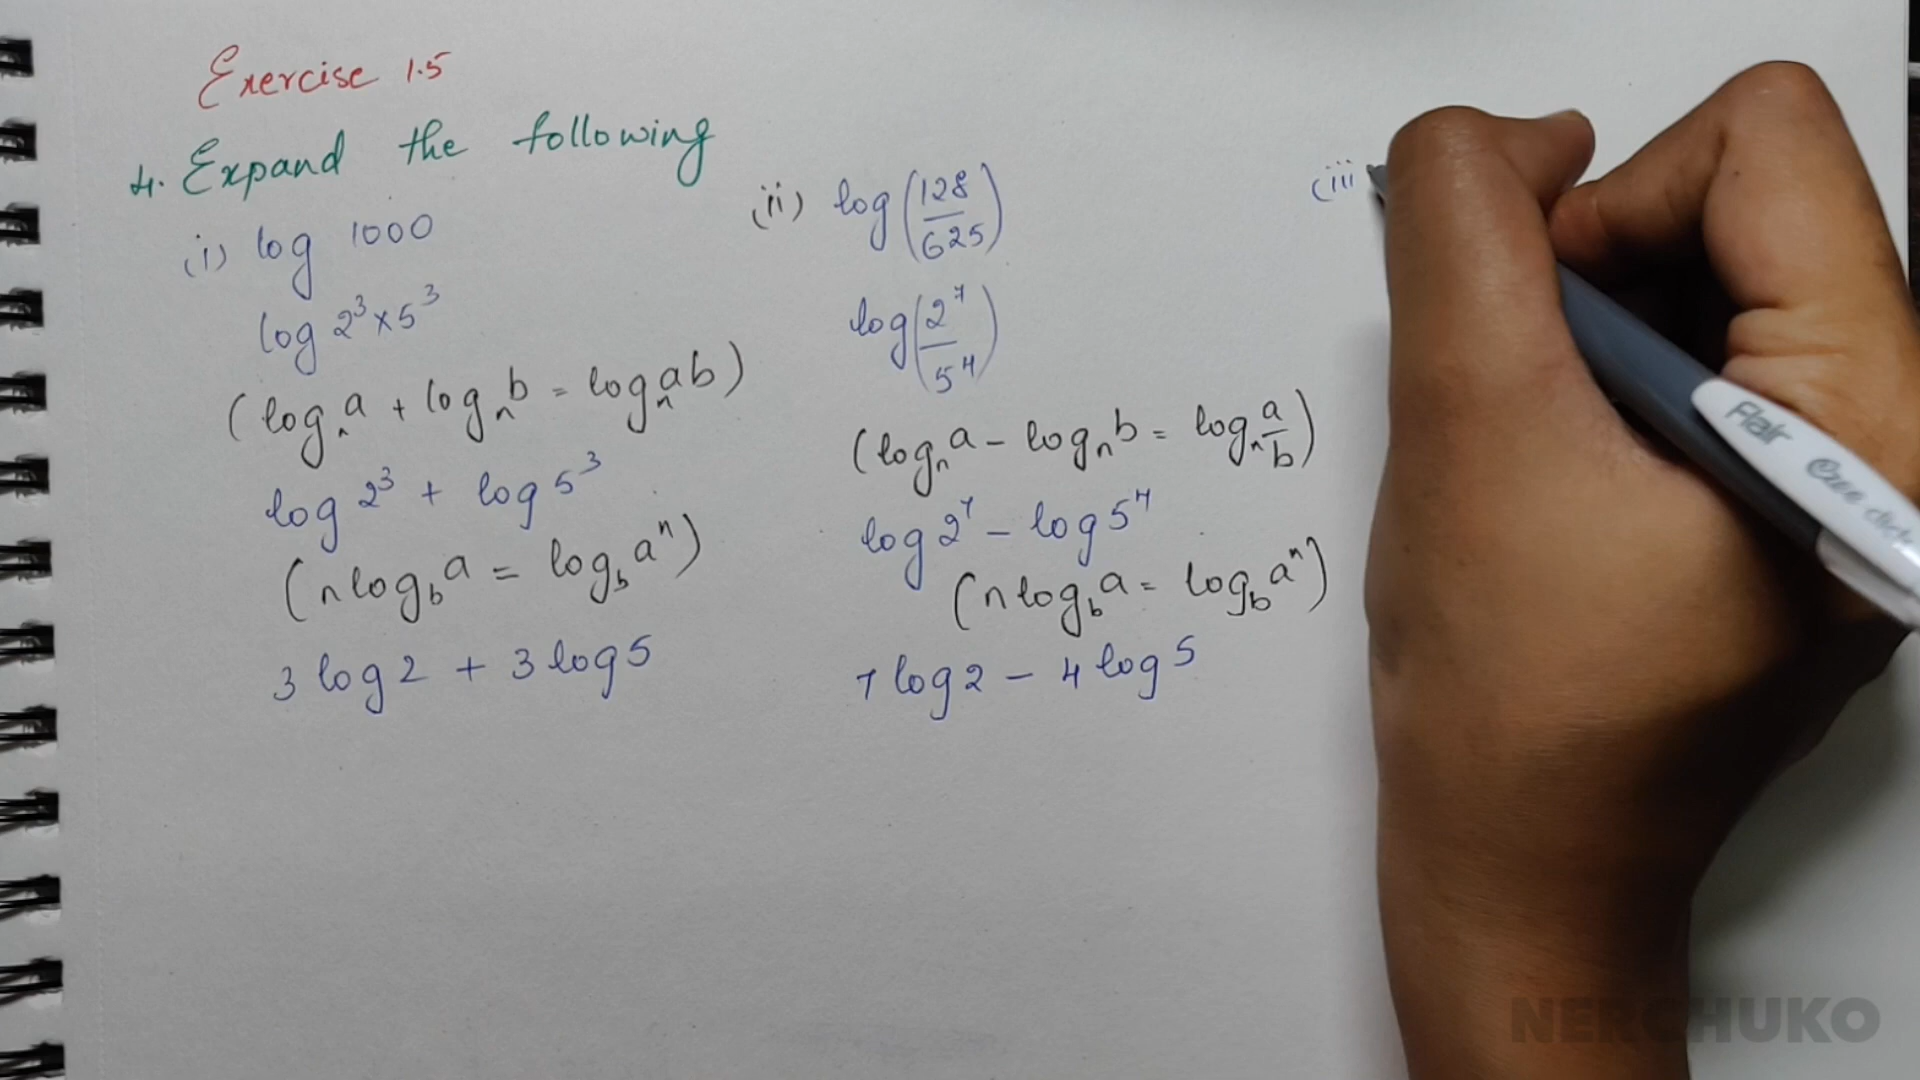 Exercise 1.5
4. Expand the following
(i) log 1000
log 2³×5³
(logₙa + logₙb = logₙab)
log 2³ + log 5³
(n log_b a = log_b aⁿ)
3 log 2 + 3 log 5
(ii) log(128/625)
log(2⁷/5⁴)
(logₙa − logₙb = logₙ a/b)
log 2⁷ − log 5⁴
(n log_b a = log_b aⁿ)
7 log 2 − 4 log 5
(iii
Flair
NERCHUKO